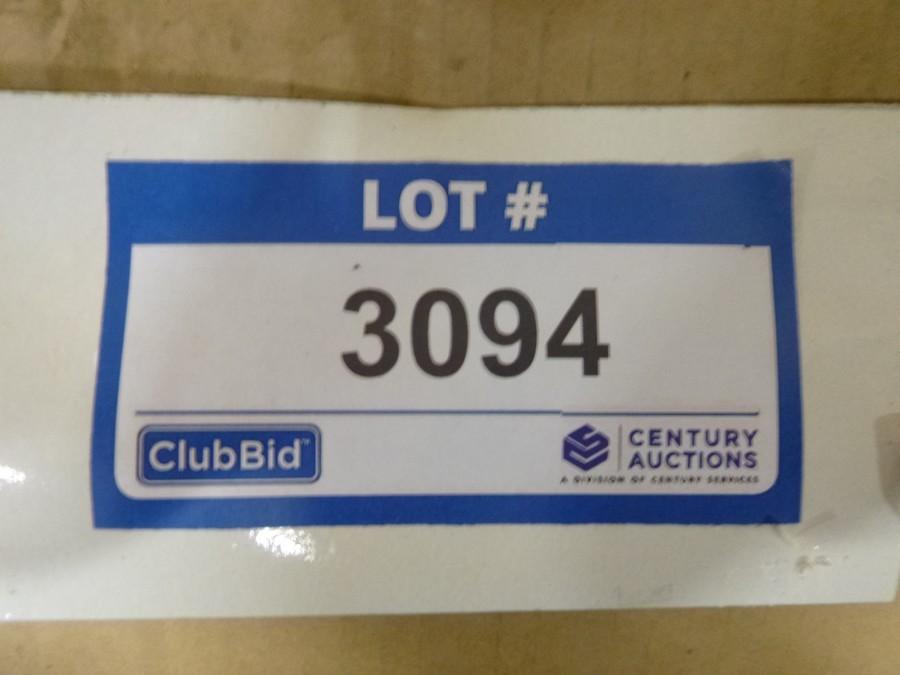 LOT #
3094
ClubBid™
CENTURY
AUCTIONS
A DIVISION OF CENTURY SERVICES